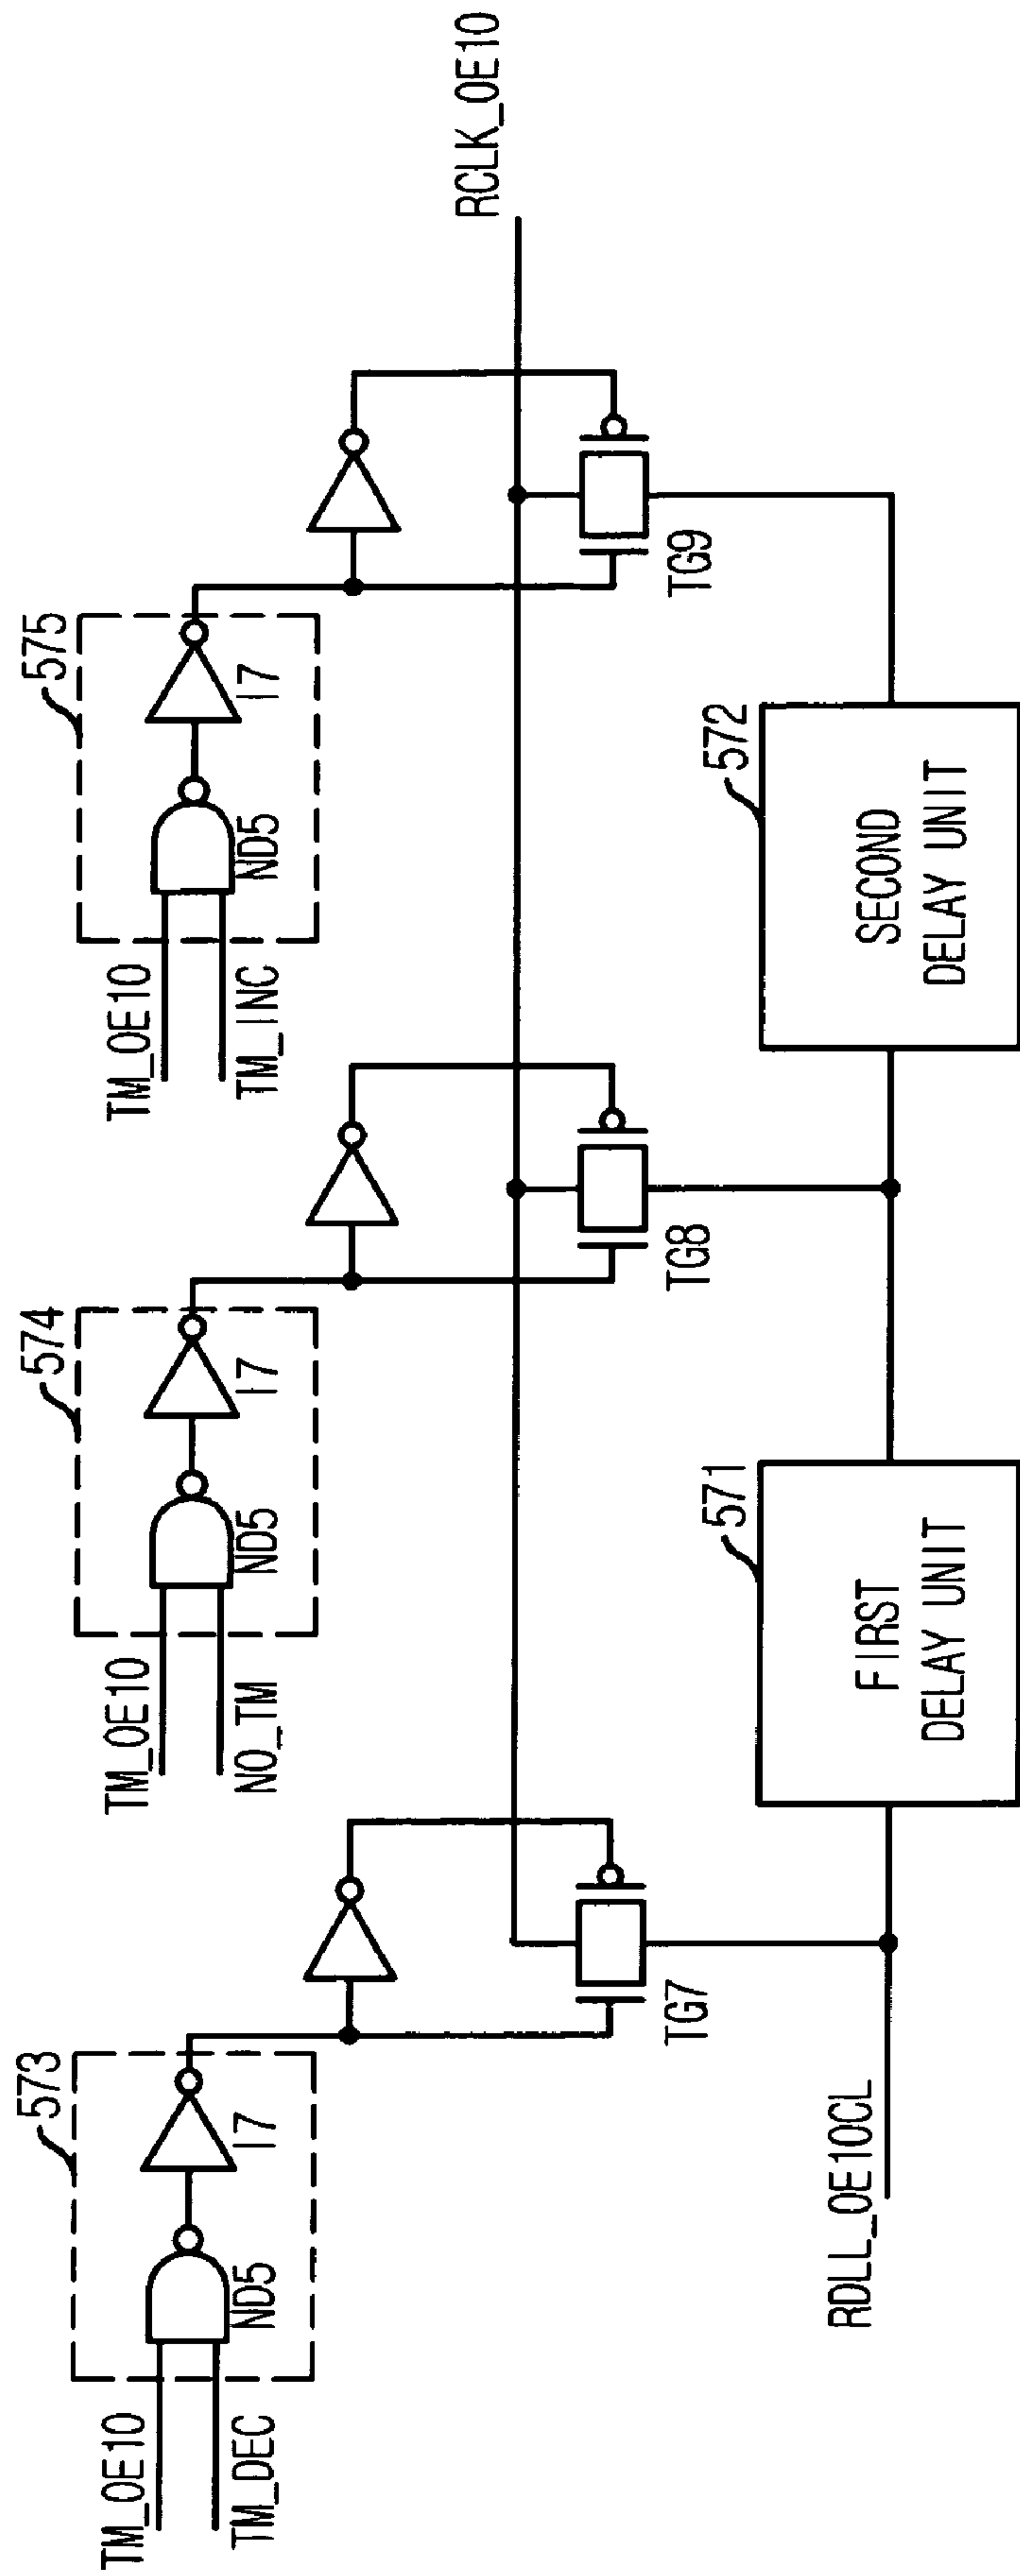 573
TM_OE10
TM_DEC
ND5
I7
TG7
RDLL_OE10CL
574
TM_OE10
NO_TM
ND5
I7
TG8
571
FIRST
DELAY UNIT
575
TM_OE10
TM_INC
ND5
I7
TG9
572
SECOND
DELAY UNIT
RCLK_OE10